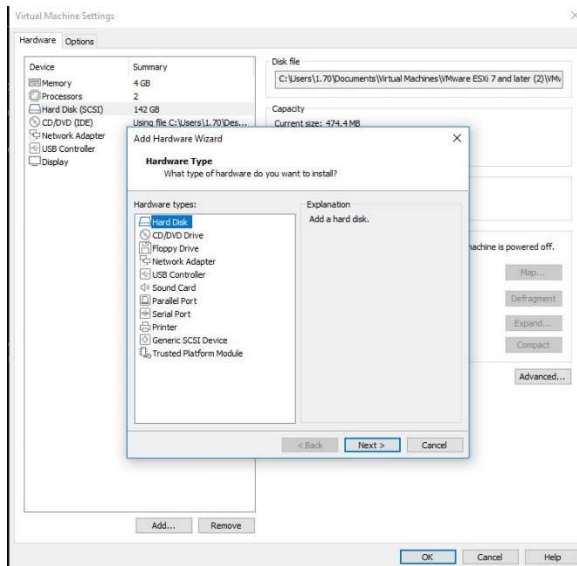 Virtual Machine Settings
Hardware Options
Device Summary
Memory 4 GB
Processors 2
Hard Disk (SCSI) 142 GB
CD/DVD (IDE) Using file C:\Users\1.70\Des...
Network Adapter
USB Controller
Display
Disk file
C:\Users\1.70\Documents\Virtual Machines\VMware ESXi 7 and later (2)\VMv
Capacity
Current size: 474.4 MB
Add Hardware Wizard
Hardware Type
What type of hardware do you want to install?
Hardware types:
Hard Disk
CD/DVD Drive
Floppy Drive
Network Adapter
USB Controller
Sound Card
Parallel Port
Serial Port
Printer
Generic SCSI Device
Trusted Platform Module
Explanation
Add a hard disk.
< Back Next > Cancel
achine is powered off.
Map...
Defragment
Expand...
Compact
Advanced...
Add... Remove
OK Cancel Help